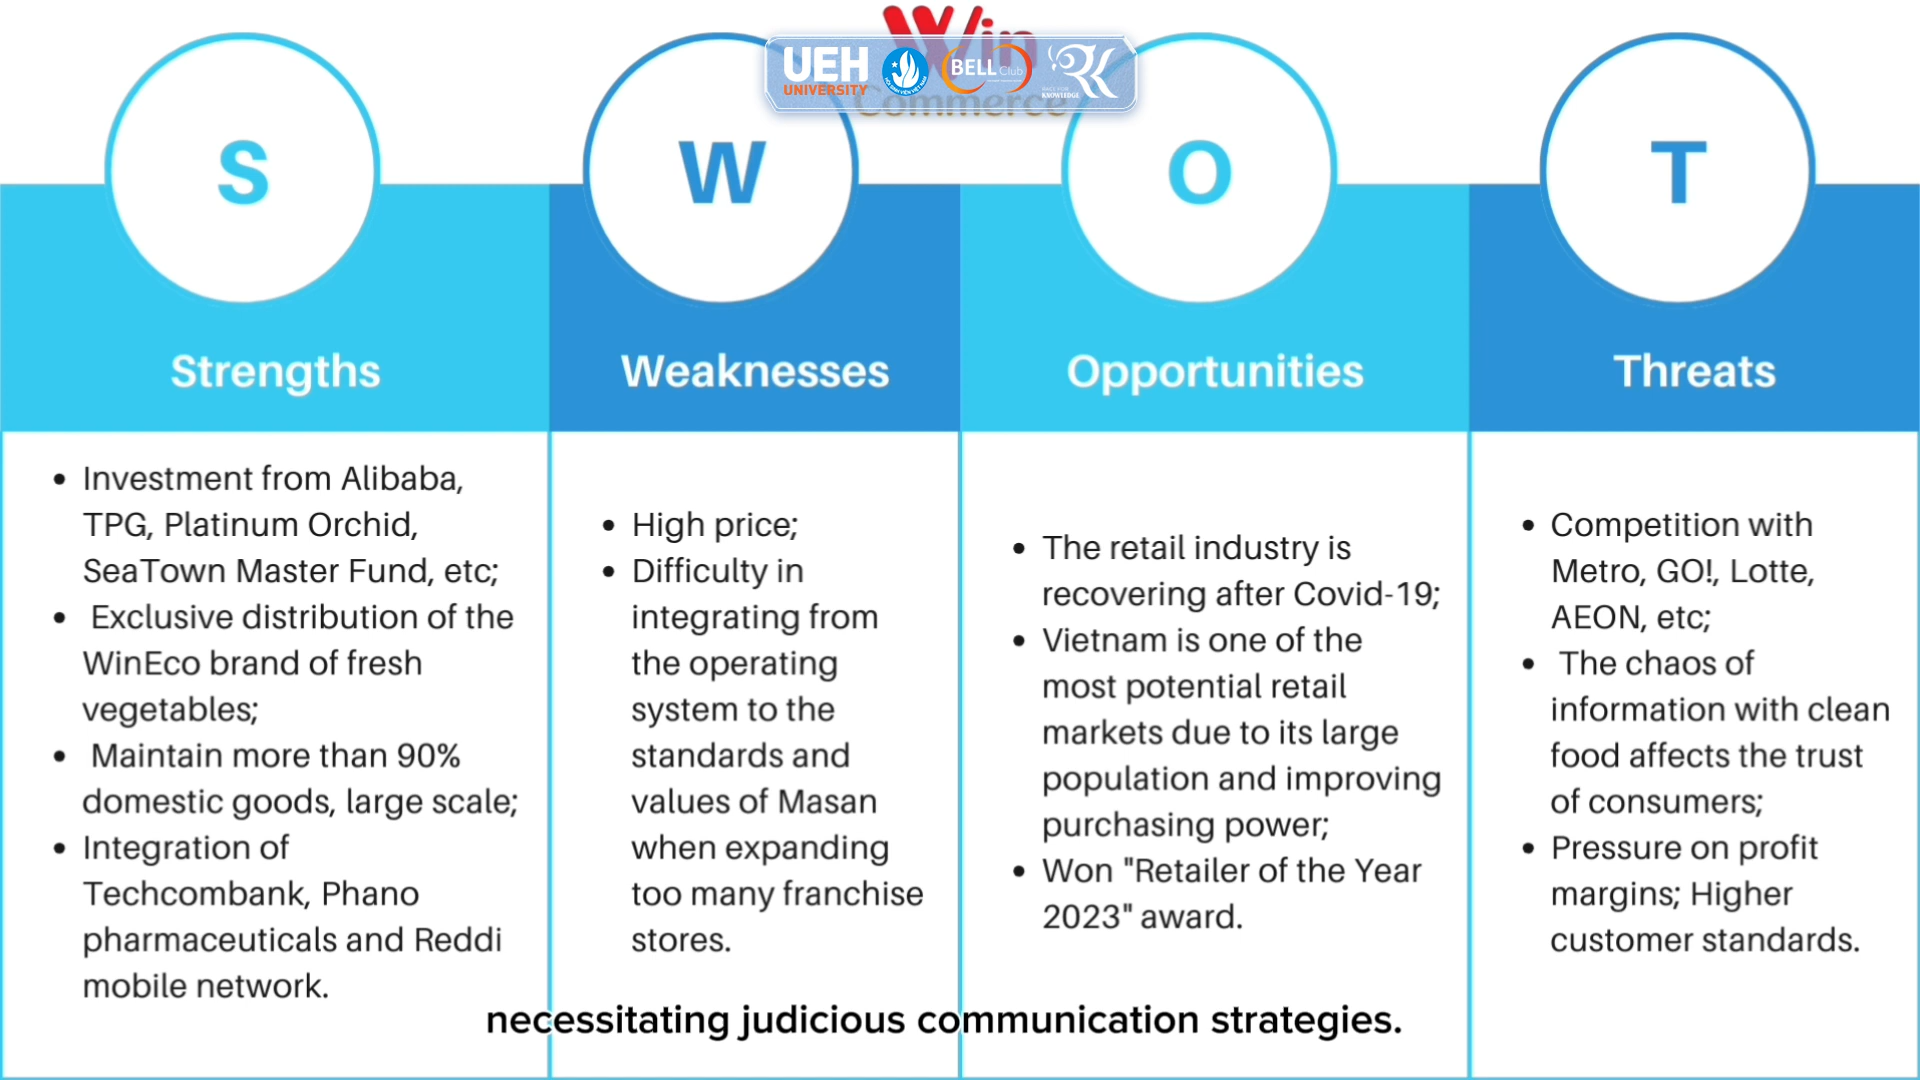 Win
Commerce
UEH
UNIVERSITY
BELL Club
RACE FOR
KNOWLEDGE
S
W
O
T
Strengths
Weaknesses
Opportunities
Threats
• Investment from Alibaba,
TPG, Platinum Orchid,
SeaTown Master Fund, etc;
• Exclusive distribution of the
WinEco brand of fresh
vegetables;
• Maintain more than 90%
domestic goods, large scale;
• Integration of
Techcombank, Phano
pharmaceuticals and Reddi
mobile network.
• High price;
• Difficulty in
integrating from
the operating
system to the
standards and
values of Masan
when expanding
too many franchise
stores.
• The retail industry is
recovering after Covid-19;
• Vietnam is one of the
most potential retail
markets due to its large
population and improving
purchasing power;
• Won "Retailer of the Year
2023" award.
• Competition with
Metro, GO!, Lotte,
AEON, etc;
• The chaos of
information with clean
food affects the trust
of consumers;
• Pressure on profit
margins; Higher
customer standards.
necessitating judicious communication strategies.